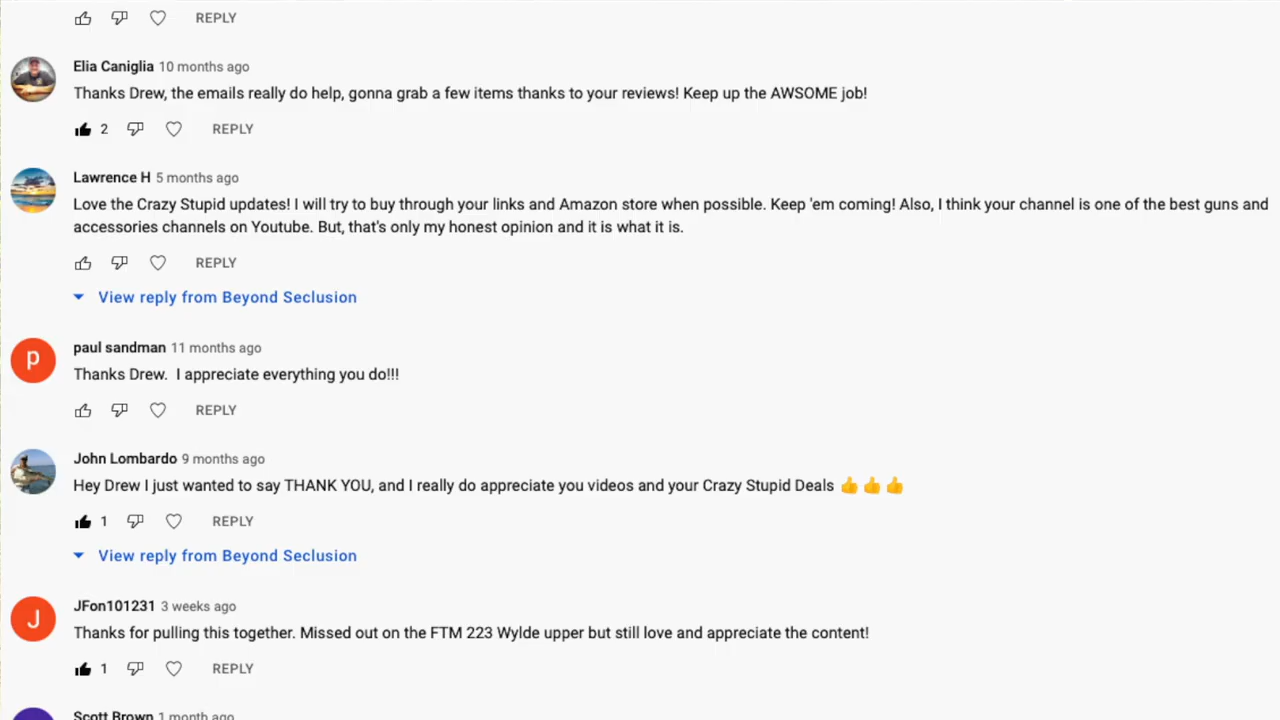 REPLY
Elia Caniglia 10 months ago
Thanks Drew, the emails really do help, gonna grab a few items thanks to your reviews! Keep up the AWSOME job!
2 REPLY
Lawrence H 5 months ago
Love the Crazy Stupid updates! I will try to buy through your links and Amazon store when possible. Keep 'em coming! Also, I think your channel is one of the best guns and
accessories channels on Youtube. But, that's only my honest opinion and it is what it is.
REPLY
View reply from Beyond Seclusion
p
paul sandman 11 months ago
Thanks Drew.  I appreciate everything you do!!!
REPLY
John Lombardo 9 months ago
Hey Drew I just wanted to say THANK YOU, and I really do appreciate you videos and your Crazy Stupid Deals 👍 👍 👍
1 REPLY
View reply from Beyond Seclusion
J
JFon101231 3 weeks ago
Thanks for pulling this together. Missed out on the FTM 223 Wylde upper but still love and appreciate the content!
1 REPLY
Scott Brown 1 month ago